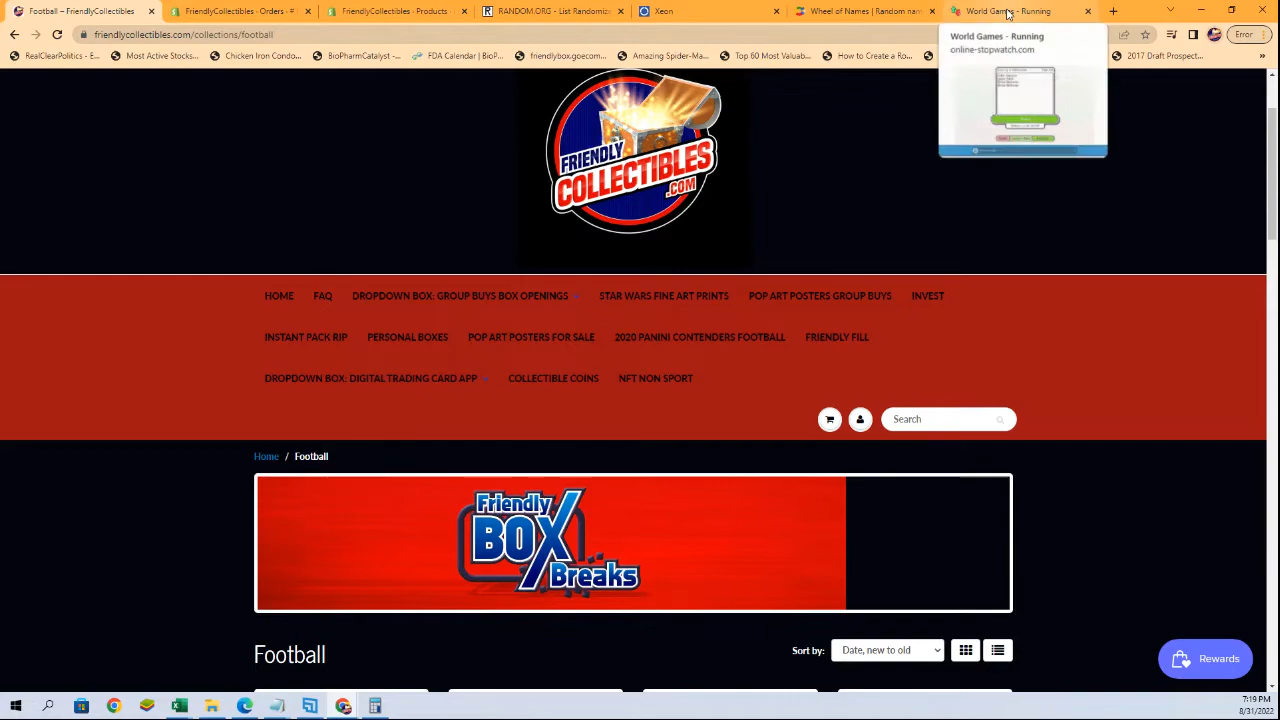 Football – FriendlyCollectibles
FriendlyCollectibles · Orders · #
FriendlyCollectibles · Products ·
RANDOM.ORG - List Randomize
Xeon
Wheel of Names | Random nam
World Games - Running
friendlycollectibles.com/collections/football
Error
RealClearPolitics - E...
Most Active Stocks...
Chicken Iron Compo...
BioPharmCatalyst -...
FDA Calendar | BioP...
friendlybox.goecom...
Amazing Spider-Ma...
Top 60 Most Valuab...
How to Create a Ro...
2017 Draft Prospect...
»
World Games - Running
online-stopwatch.com
FRIENDLY
COLLECTIBLES
.COM
HOME FAQ DROPDOWN BOX: GROUP BUYS BOX OPENINGS STAR WARS FINE ART PRINTS POP ART POSTERS GROUP BUYS INVEST
INSTANT PACK RIP PERSONAL BOXES POP ART POSTERS FOR SALE 2020 PANINI CONTENDERS FOOTBALL FRIENDLY FILL
DROPDOWN BOX: DIGITAL TRADING CARD APP COLLECTIBLE COINS NFT NON SPORT
Search
Home / Football
Friendly
BOX
Breaks
Football
Sort by: Date, new to old
Rewards
7:19 PM
8/31/2022